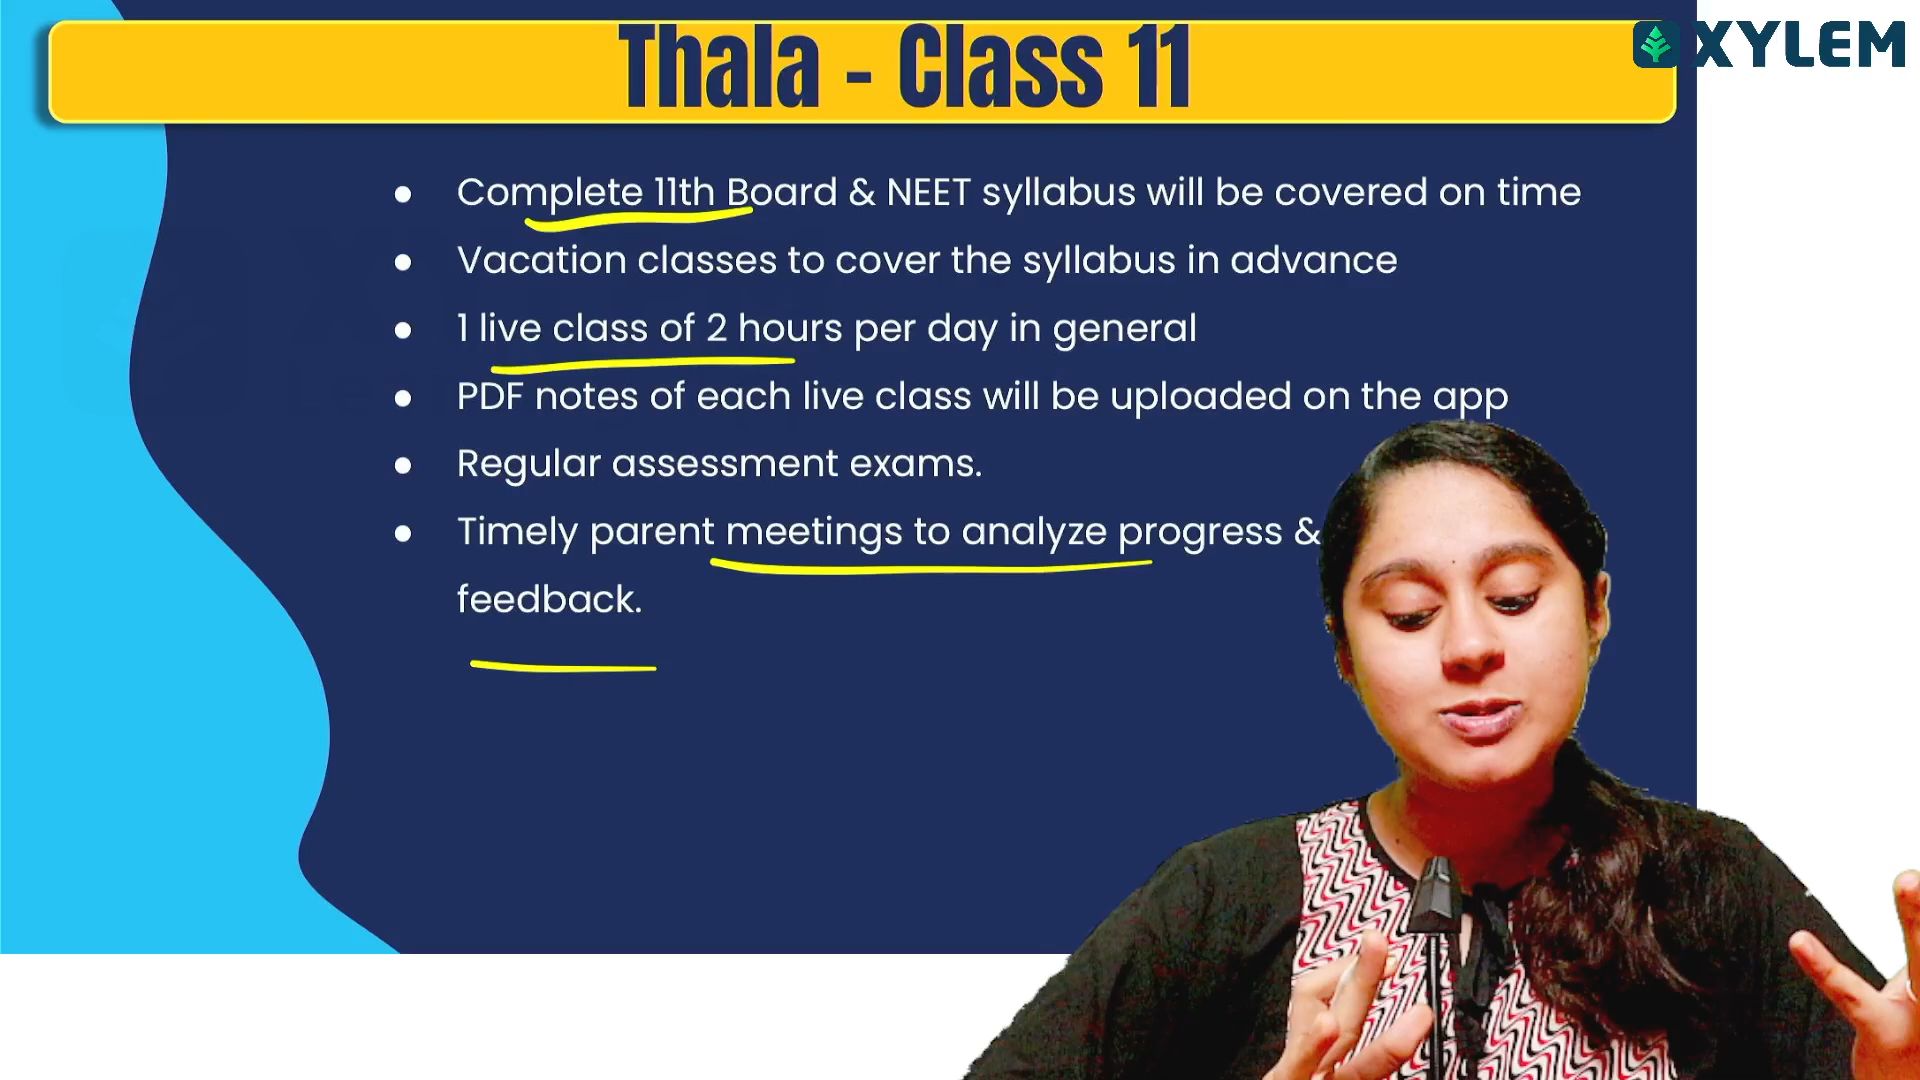 Thala - Class 11
XYLEM
• Complete 11th Board & NEET syllabus will be covered on time
• Vacation classes to cover the syllabus in advance
• 1 live class of 2 hours per day in general
• PDF notes of each live class will be uploaded on the app
• Regular assessment exams.
• Timely parent meetings to analyze progress &
feedback.